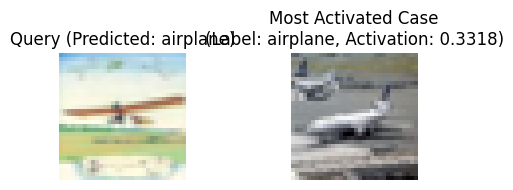 Query (Predicted: airplane)
Most Activated Case
(Label: airplane, Activation: 0.3318)